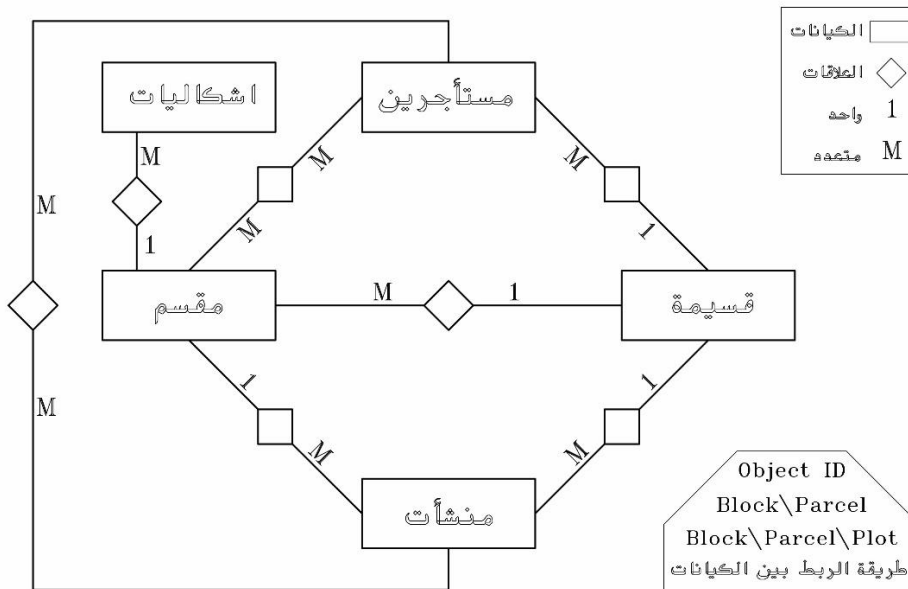 الكيانات
العلاقات
واحد 1
متعدد M
مستأجرين
اشكاليات
M
M
M
M
M
1
1
مقسم
M
1
قسيمة
M
1
1
M
M
منشأت
Object ID
Block\Parcel
Block\Parcel\Plot
طريقة الربط بين الكيانات